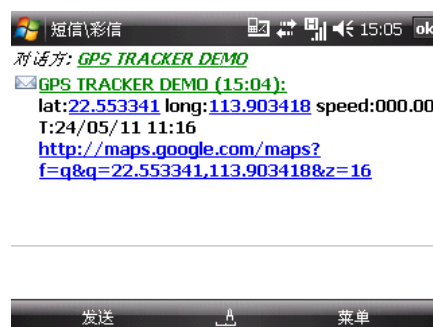 短信\彩信 15:05 ok
对话方: GPS TRACKER DEMO
GPS TRACKER DEMO (15:04):
lat:22.553341 long:113.903418 speed:000.00
T:24/05/11 11:16
http://maps.google.com/maps?
f=q&q=22.553341,113.903418&z=16
发送 A 菜单